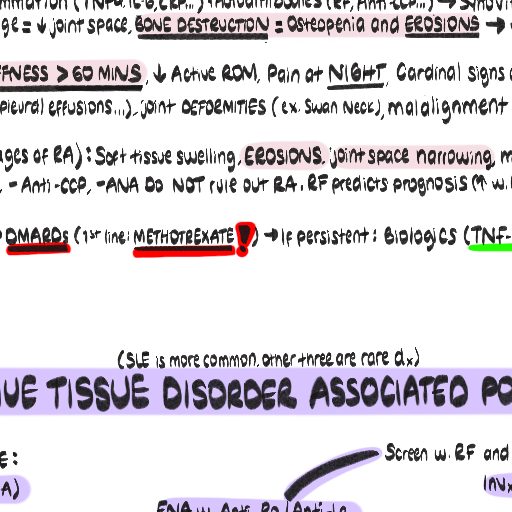 ge = ↓ joint space, BONE DESTRUCTION = Osteopenia and EROSIONS →
FFNESS > 60 MINS, ↓ Active ROM, Pain at NIGHT, Cardinal signs
pleural effusions...), joint DEFORMITIES (ex. Swan Neck), malalignment
ges of RA): Soft tissue swelling, EROSIONS, joint space narrowing, m
, -Anti-CCP, -ANA DO NOT rule out RA. RF predicts prognosis (↑ w.
DMARDs (1st line: METHOTREXATE!) → If persistent: Biologics (TNF-
(SLE is more common, other three are rare dx)
UE TISSUE DISORDER ASSOCIATED PO
E:
Screen w. RF and
A)
Invx